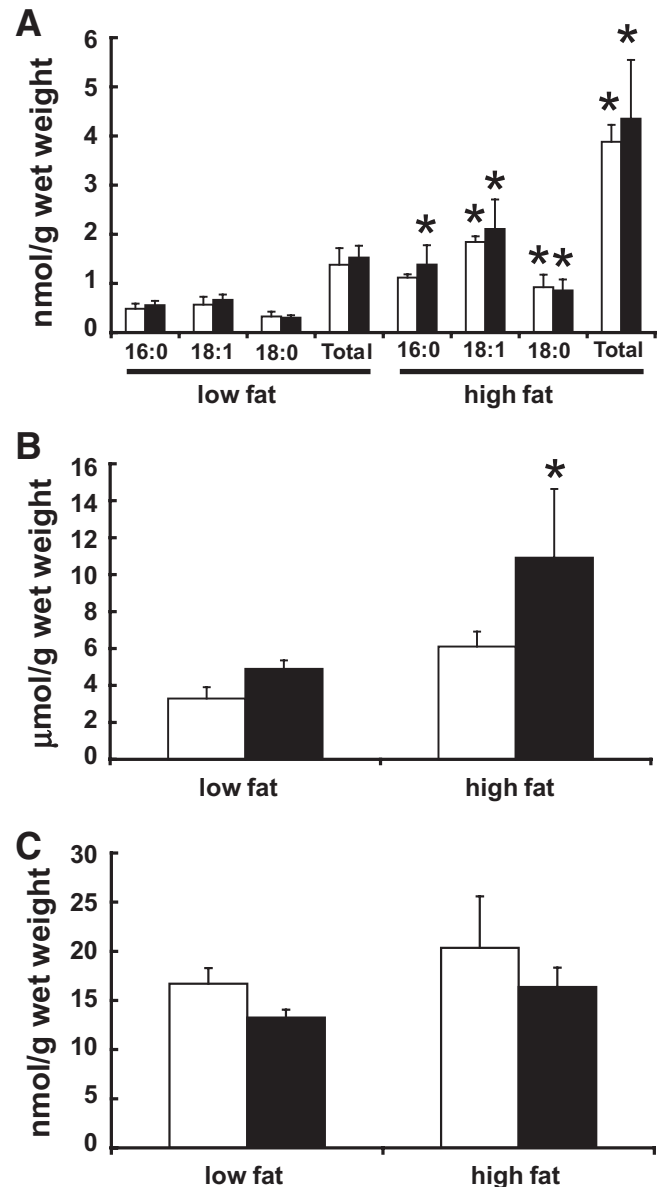 A
nmol/g wet weight
6
5
4
3
2
1
0
* * * * * * *
16:0 18:1 18:0 Total 16:0 18:1 18:0 Total
low fat high fat
B
µmol/g wet weight
16
14
12
10
8
6
4
2
0
*
low fat high fat
C
nmol/g wet weight
30
25
20
15
10
5
0
low fat high fat